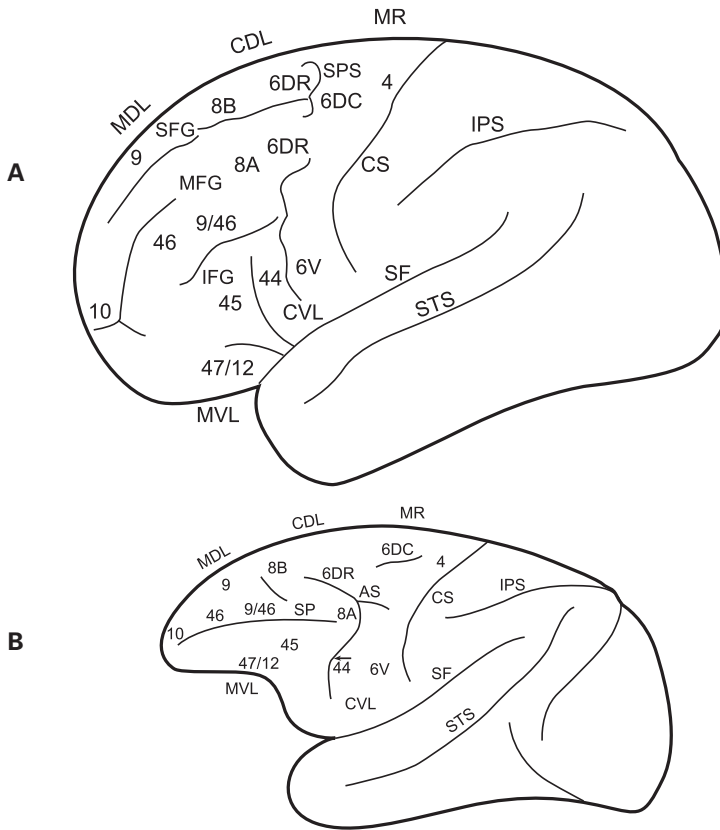 MR
CDL
SPS
6DR
4
6DC
MDL
8B
IPS
SFG
6DR
9
8A
CS
A
MFG
9/46
46
6V
SF
IFG
44
45
STS
10
CVL
47/12
MVL
MR
CDL
MDL
6DC
4
8B
6DR
9
IPS
AS
CS
9/46
SP
8A
46
10
B
45
47/12
44
6V
SF
MVL
CVL
STS